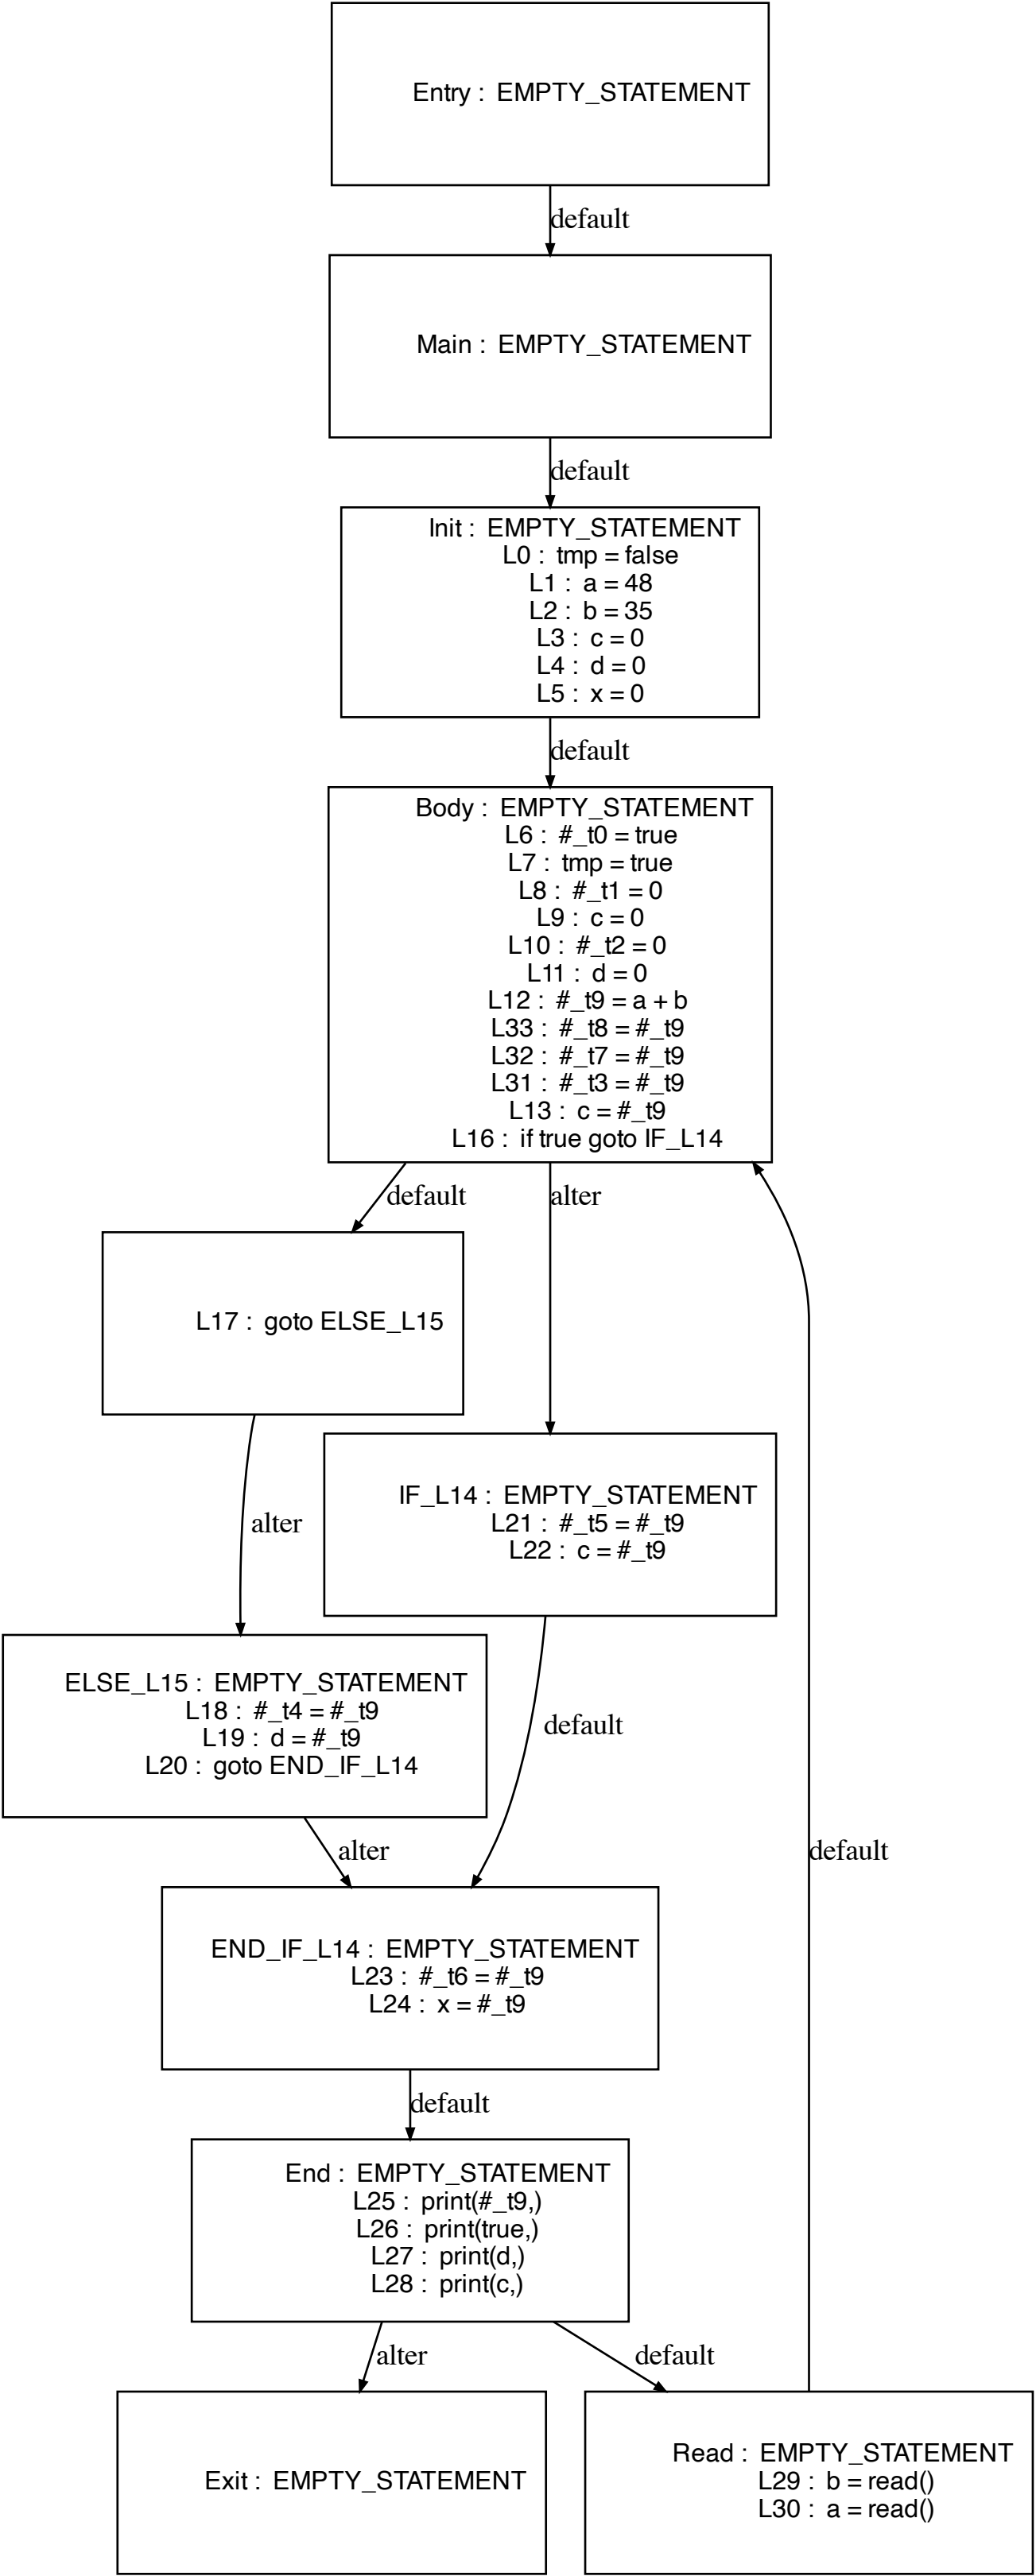 Entry :  EMPTY_STATEMENT
default
Main :  EMPTY_STATEMENT
default
Init :  EMPTY_STATEMENT
L0 :  tmp = false
L1 :  a = 48
L2 :  b = 35
L3 :  c = 0
L4 :  d = 0
L5 :  x = 0
default
Body :  EMPTY_STATEMENT
L6 :  #_t0 = true
L7 :  tmp = true
L8 :  #_t1 = 0
L9 :  c = 0
L10 :  #_t2 = 0
L11 :  d = 0
L12 :  #_t9 = a + b
L33 :  #_t8 = #_t9
L32 :  #_t7 = #_t9
L31 :  #_t3 = #_t9
L13 :  c = #_t9
L16 :  if true goto IF_L14
default
alter
L17 :  goto ELSE_L15
IF_L14 :  EMPTY_STATEMENT
L21 :  #_t5 = #_t9
L22 :  c = #_t9
alter
ELSE_L15 :  EMPTY_STATEMENT
L18 :  #_t4 = #_t9
L19 :  d = #_t9
L20 :  goto END_IF_L14
default
alter
default
END_IF_L14 :  EMPTY_STATEMENT
L23 :  #_t6 = #_t9
L24 :  x = #_t9
default
End :  EMPTY_STATEMENT
L25 :  print(#_t9,)
L26 :  print(true,)
L27 :  print(d,)
L28 :  print(c,)
alter
default
Exit :  EMPTY_STATEMENT
Read :  EMPTY_STATEMENT
L29 :  b = read()
L30 :  a = read()